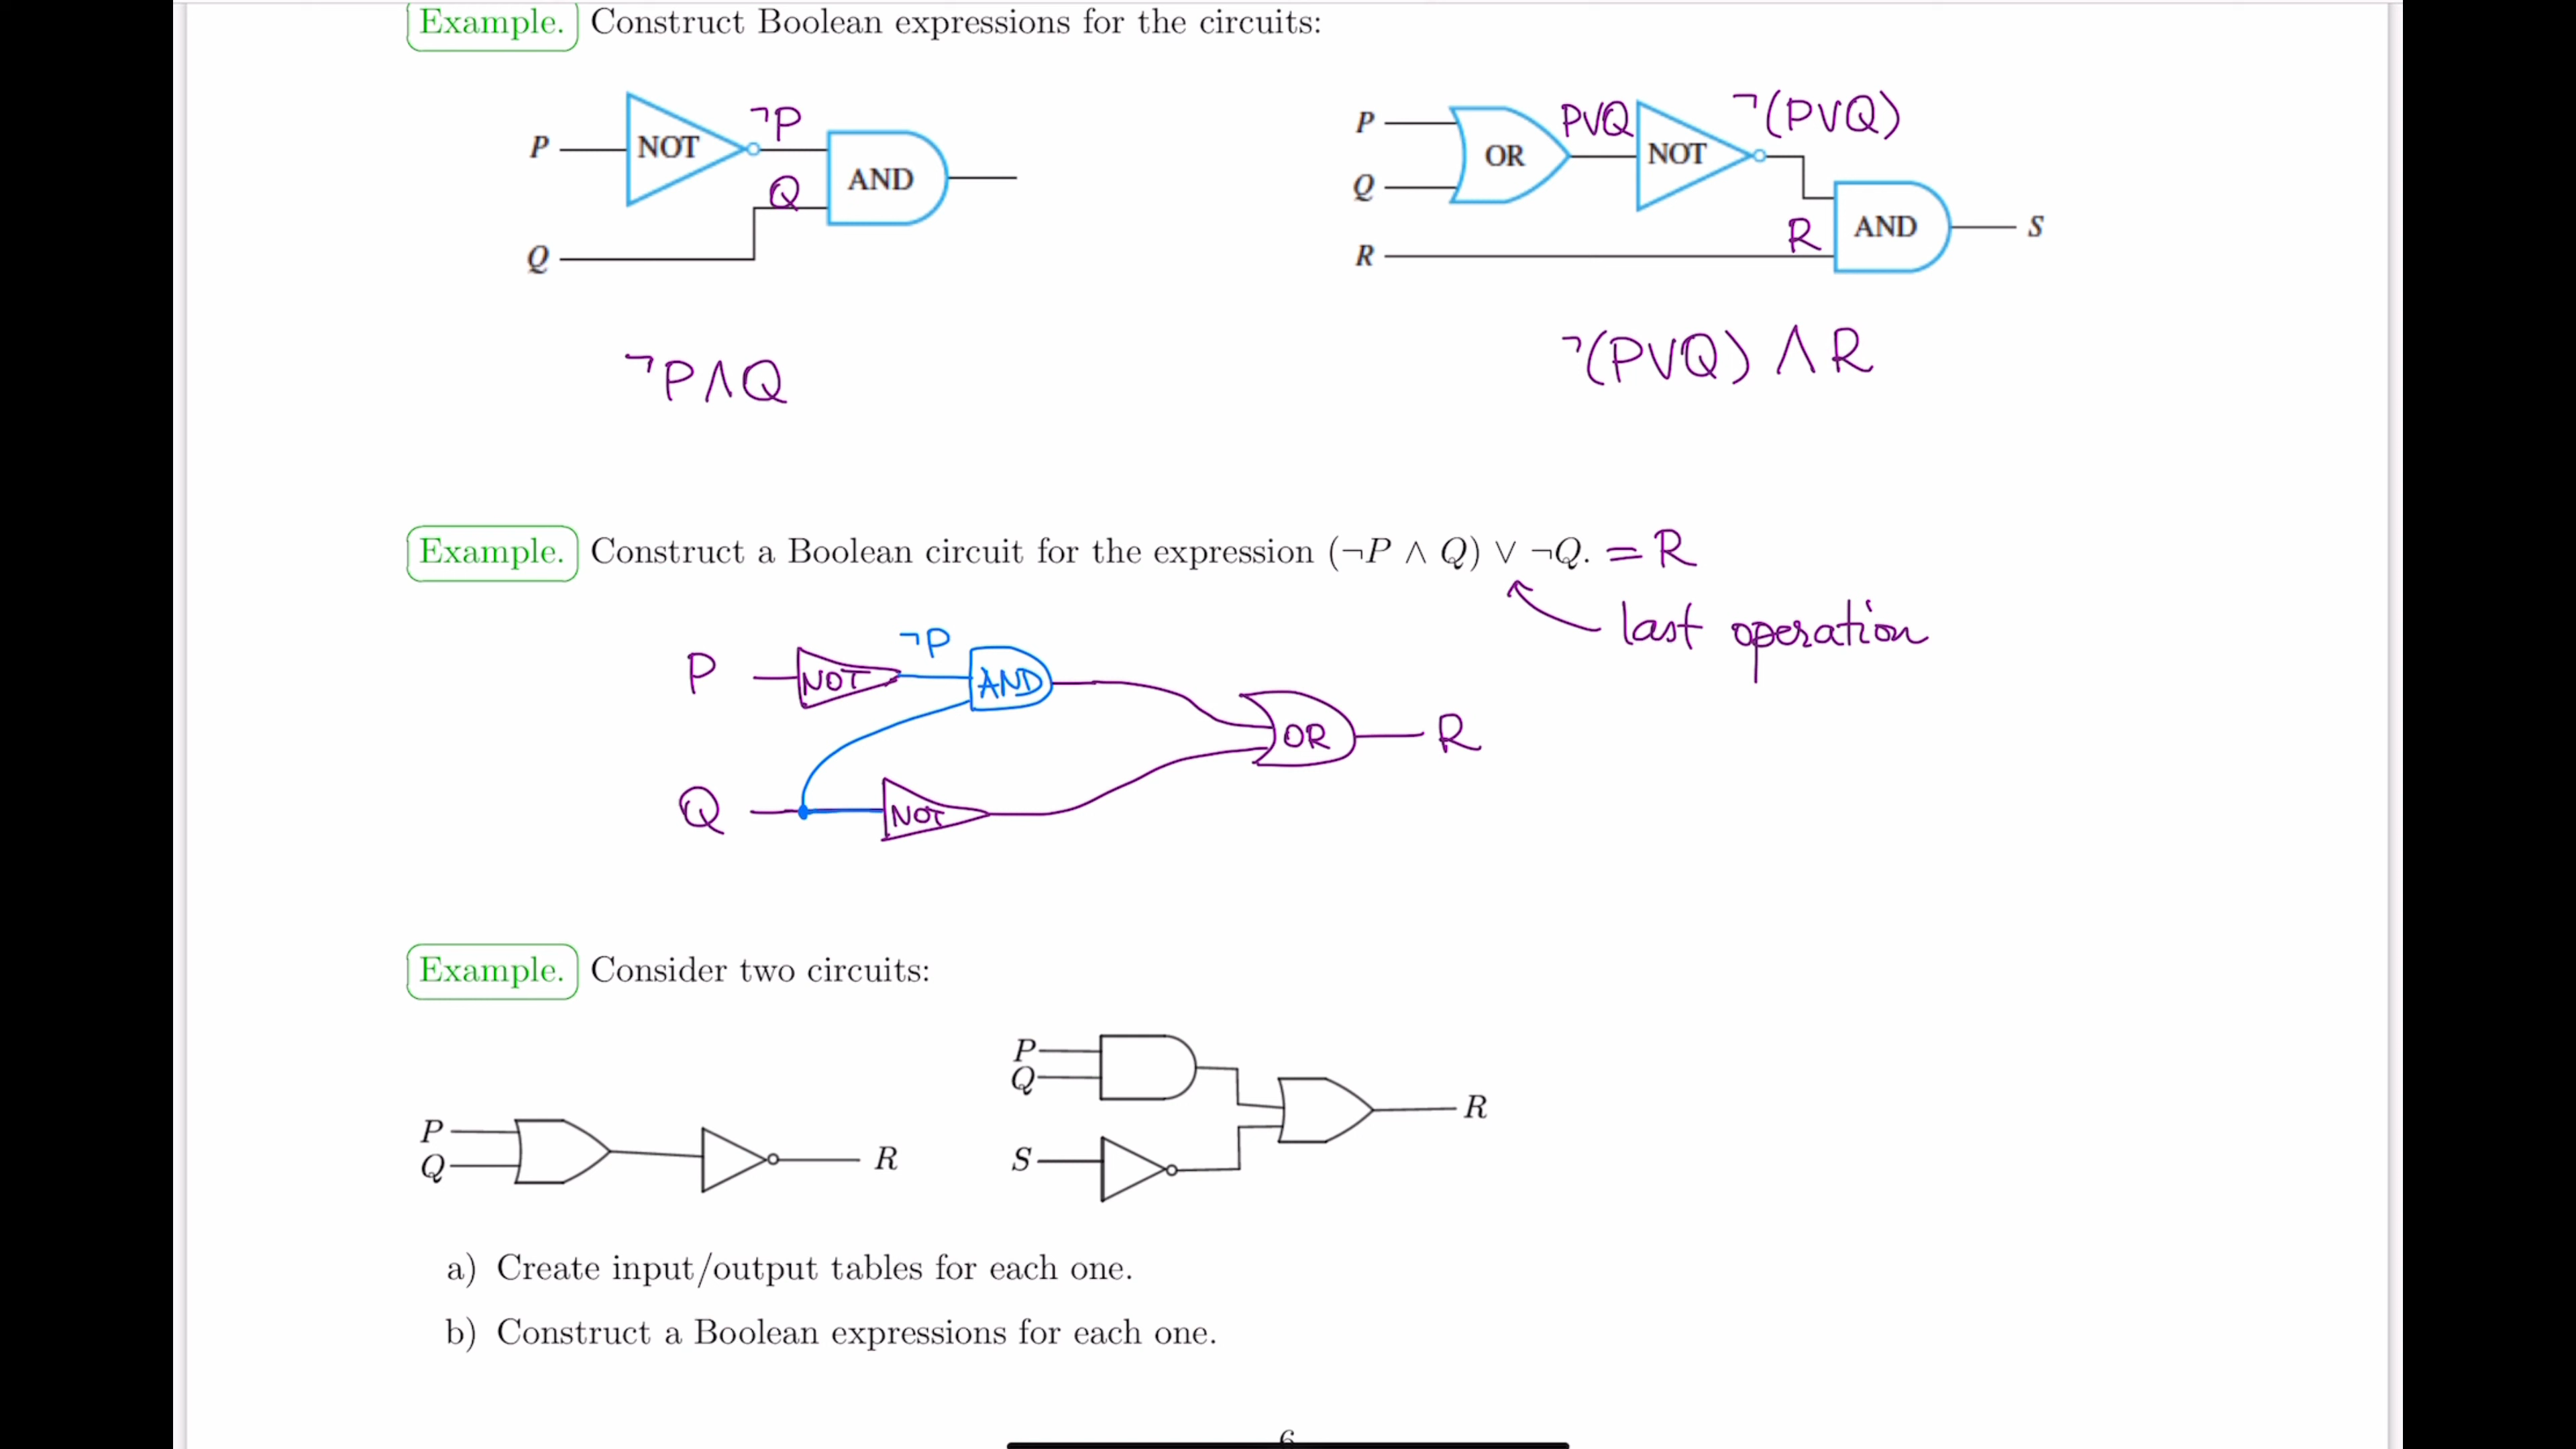 Example. Construct Boolean expressions for the circuits:
P NOT ¬P
Q AND
Q
¬P∧Q
P
Q OR P∨Q NOT ¬(P∨Q)
R R AND S
¬(P∨Q) ∧ R
Example. Construct a Boolean circuit for the expression (¬P ∧ Q) ∨ ¬Q. = R
last operation
P NOT ¬P AND
OR R
Q NOT
Example. Consider two circuits:
P
Q R
P
Q
S R
a) Create input/output tables for each one.
b) Construct a Boolean expressions for each one.
6